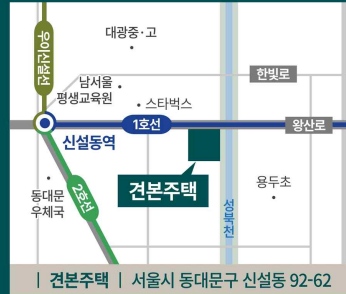 우이신설선
대광중·고
남서울
평생교육원
스타벅스
한빛로
1호선
왕산로
신설동역
견본주택
용두초
동대문
우체국
2호선
성북천
| 견본주택 | 서울시 동대문구 신설동 92-62